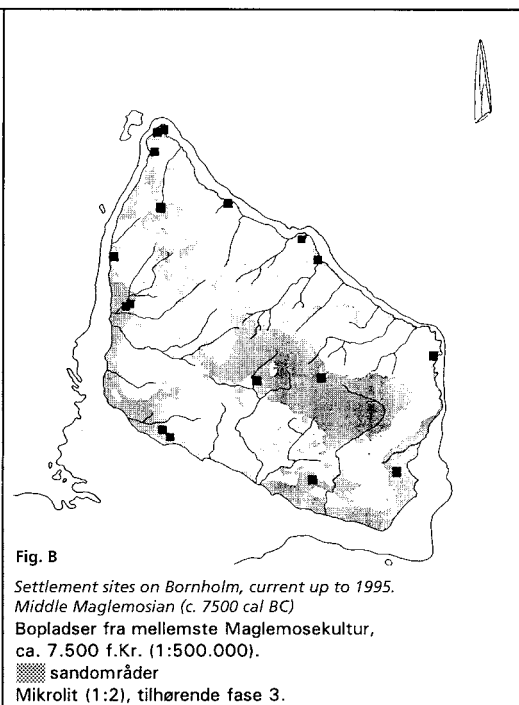 Fig. B
Settlement sites on Bornholm, current up to 1995.
Middle Maglemosian (c. 7500 cal BC)
Bopladser fra mellemste Maglemosekultur,
ca. 7.500 f.Kr. (1:500.000).
sandområder
Mikrolit (1:2), tilhørende fase 3.